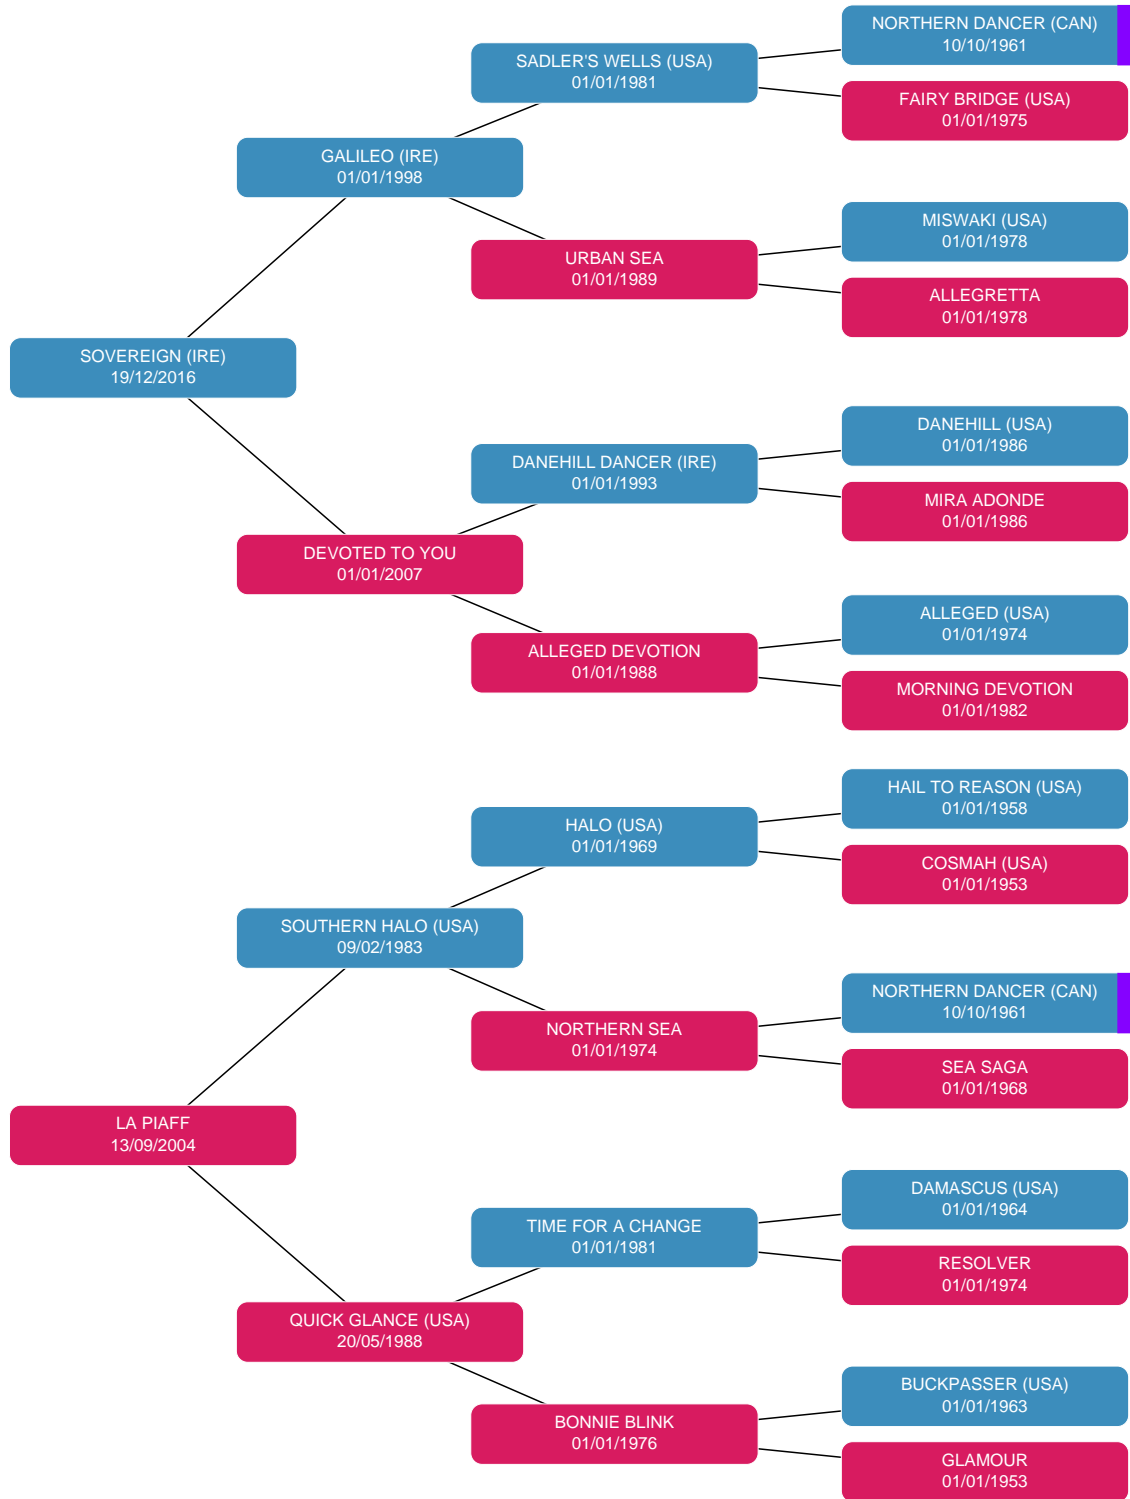 NORTHERN DANCER (CAN)
10/10/1961
SADLER'S WELLS (USA)
01/01/1981
FAIRY BRIDGE (USA)
01/01/1975
GALILEO (IRE)
01/01/1998
MISWAKI (USA)
01/01/1978
URBAN SEA
01/01/1989
ALLEGRETTA
01/01/1978
SOVEREIGN (IRE)
19/12/2016
DANEHILL (USA)
01/01/1986
DANEHILL DANCER (IRE)
01/01/1993
MIRA ADONDE
01/01/1986
DEVOTED TO YOU
01/01/2007
ALLEGED (USA)
01/01/1974
ALLEGED DEVOTION
01/01/1988
MORNING DEVOTION
01/01/1982
HAIL TO REASON (USA)
01/01/1958
HALO (USA)
01/01/1969
COSMAH (USA)
01/01/1953
SOUTHERN HALO (USA)
09/02/1983
NORTHERN DANCER (CAN)
10/10/1961
NORTHERN SEA
01/01/1974
SEA SAGA
01/01/1968
LA PIAFF
13/09/2004
DAMASCUS (USA)
01/01/1964
TIME FOR A CHANGE
01/01/1981
RESOLVER
01/01/1974
QUICK GLANCE (USA)
20/05/1988
BUCKPASSER (USA)
01/01/1963
BONNIE BLINK
01/01/1976
GLAMOUR
01/01/1953